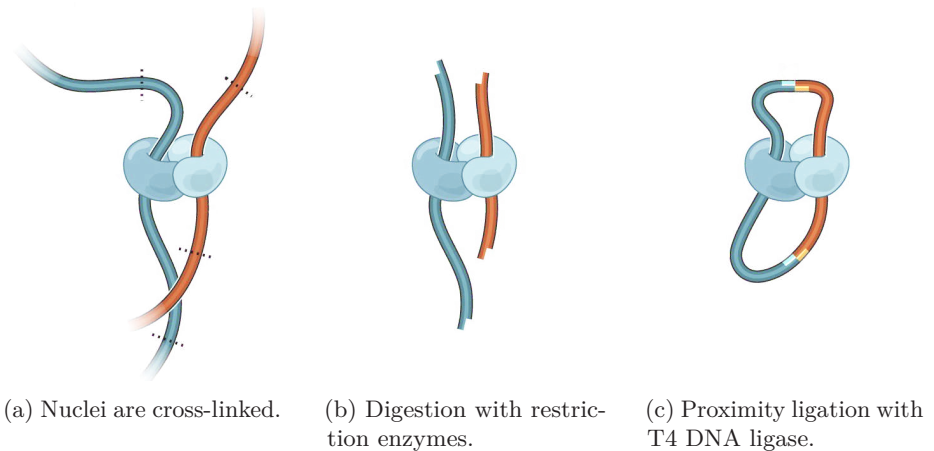 (a) Nuclei are cross-linked.
(b) Digestion with restric-
tion enzymes.
(c) Proximity ligation with
T4 DNA ligase.